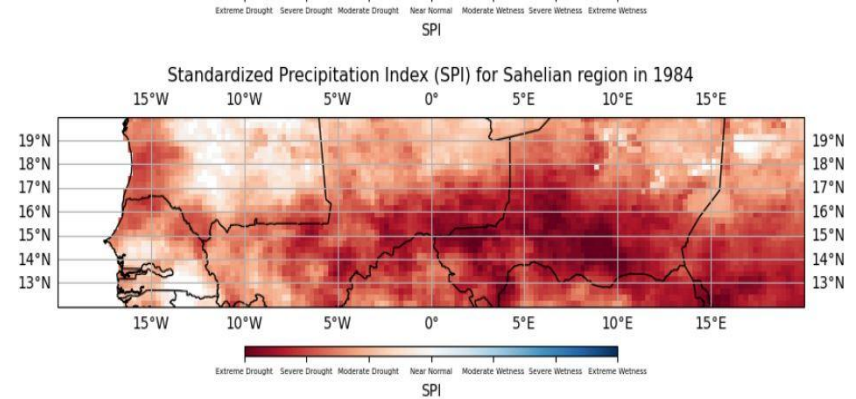 Extreme Drought Severe Drought Moderate Drought Near Normal Moderate Wetness Severe Wetness Extreme Wetness
SPI
Standardized Precipitation Index (SPI) for Sahelian region in 1984
15°W 10°W 5°W 0° 5°E 10°E 15°E
19°N 19°N
18°N 18°N
17°N 17°N
16°N 16°N
15°N 15°N
14°N 14°N
13°N 13°N
15°W 10°W 5°W 0° 5°E 10°E 15°E
Extreme Drought Severe Drought Moderate Drought Near Normal Moderate Wetness Severe Wetness Extreme Wetness
SPI